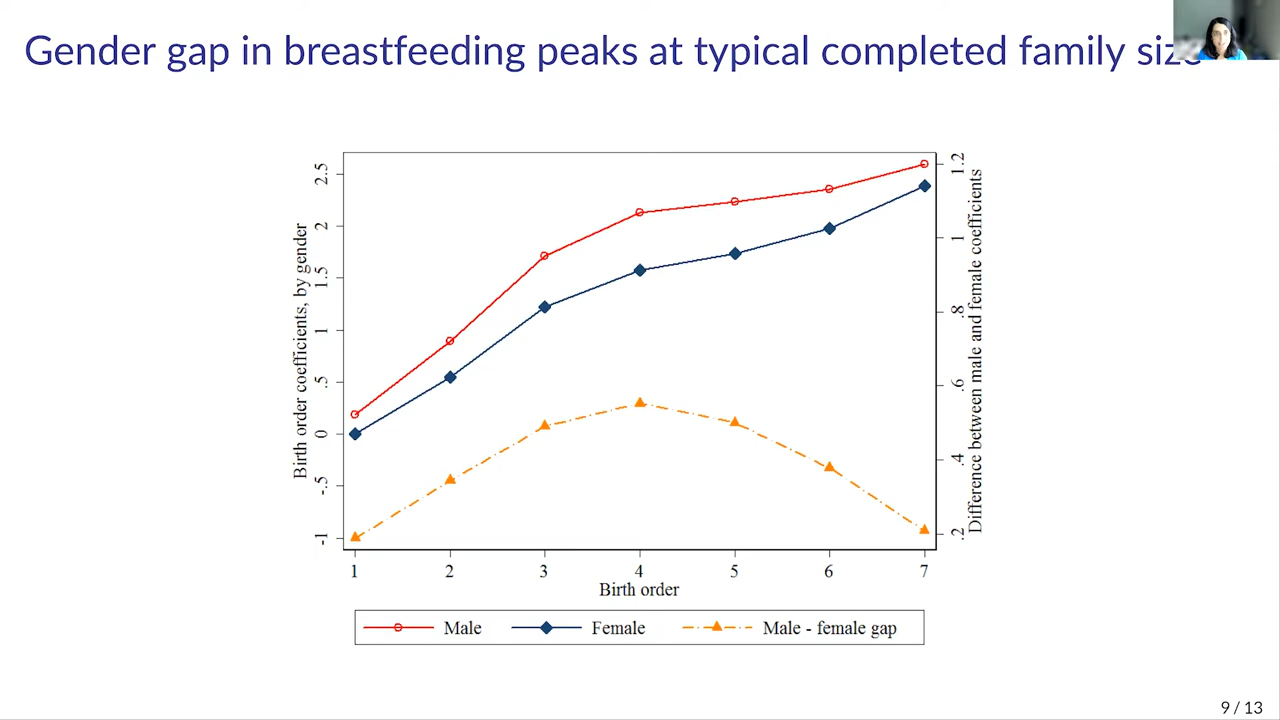 Gender gap in breastfeeding peaks at typical completed family size
Birth order coefficients, by gender
2.5
2
1.5
1
.5
0
-.5
-1
1.2
1
.8
.6
.4
.2
Difference between male and female coefficients
1 2 3 4 5 6 7
Birth order
Male Female Male - female gap
9 / 13